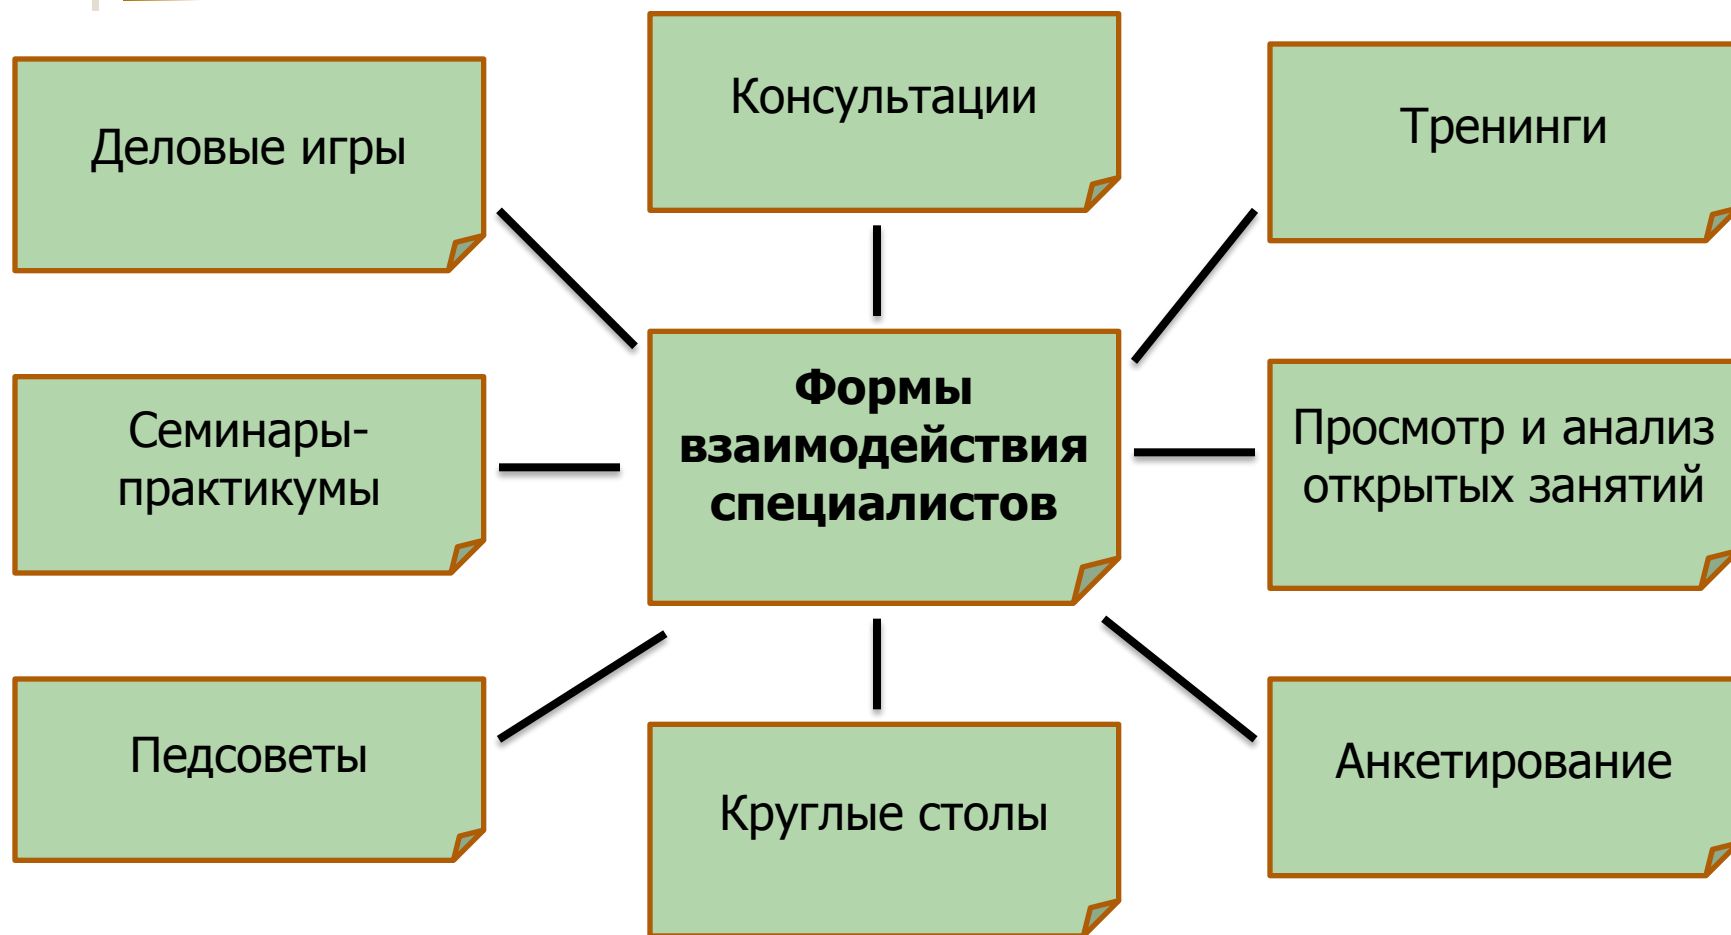 Консультации
Деловые игры
Тренинги
Формы
взаимодействия
специалистов
Семинары-
практикумы
Просмотр и анализ
открытых занятий
Педсоветы
Круглые столы
Анкетирование